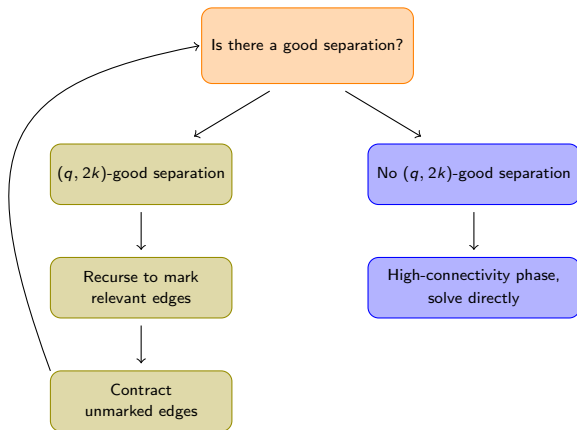 Is there a good separation?
(q, 2k)-good separation
No (q, 2k)-good separation
Recurse to mark
relevant edges
High-connectivity phase,
solve directly
Contract
unmarked edges